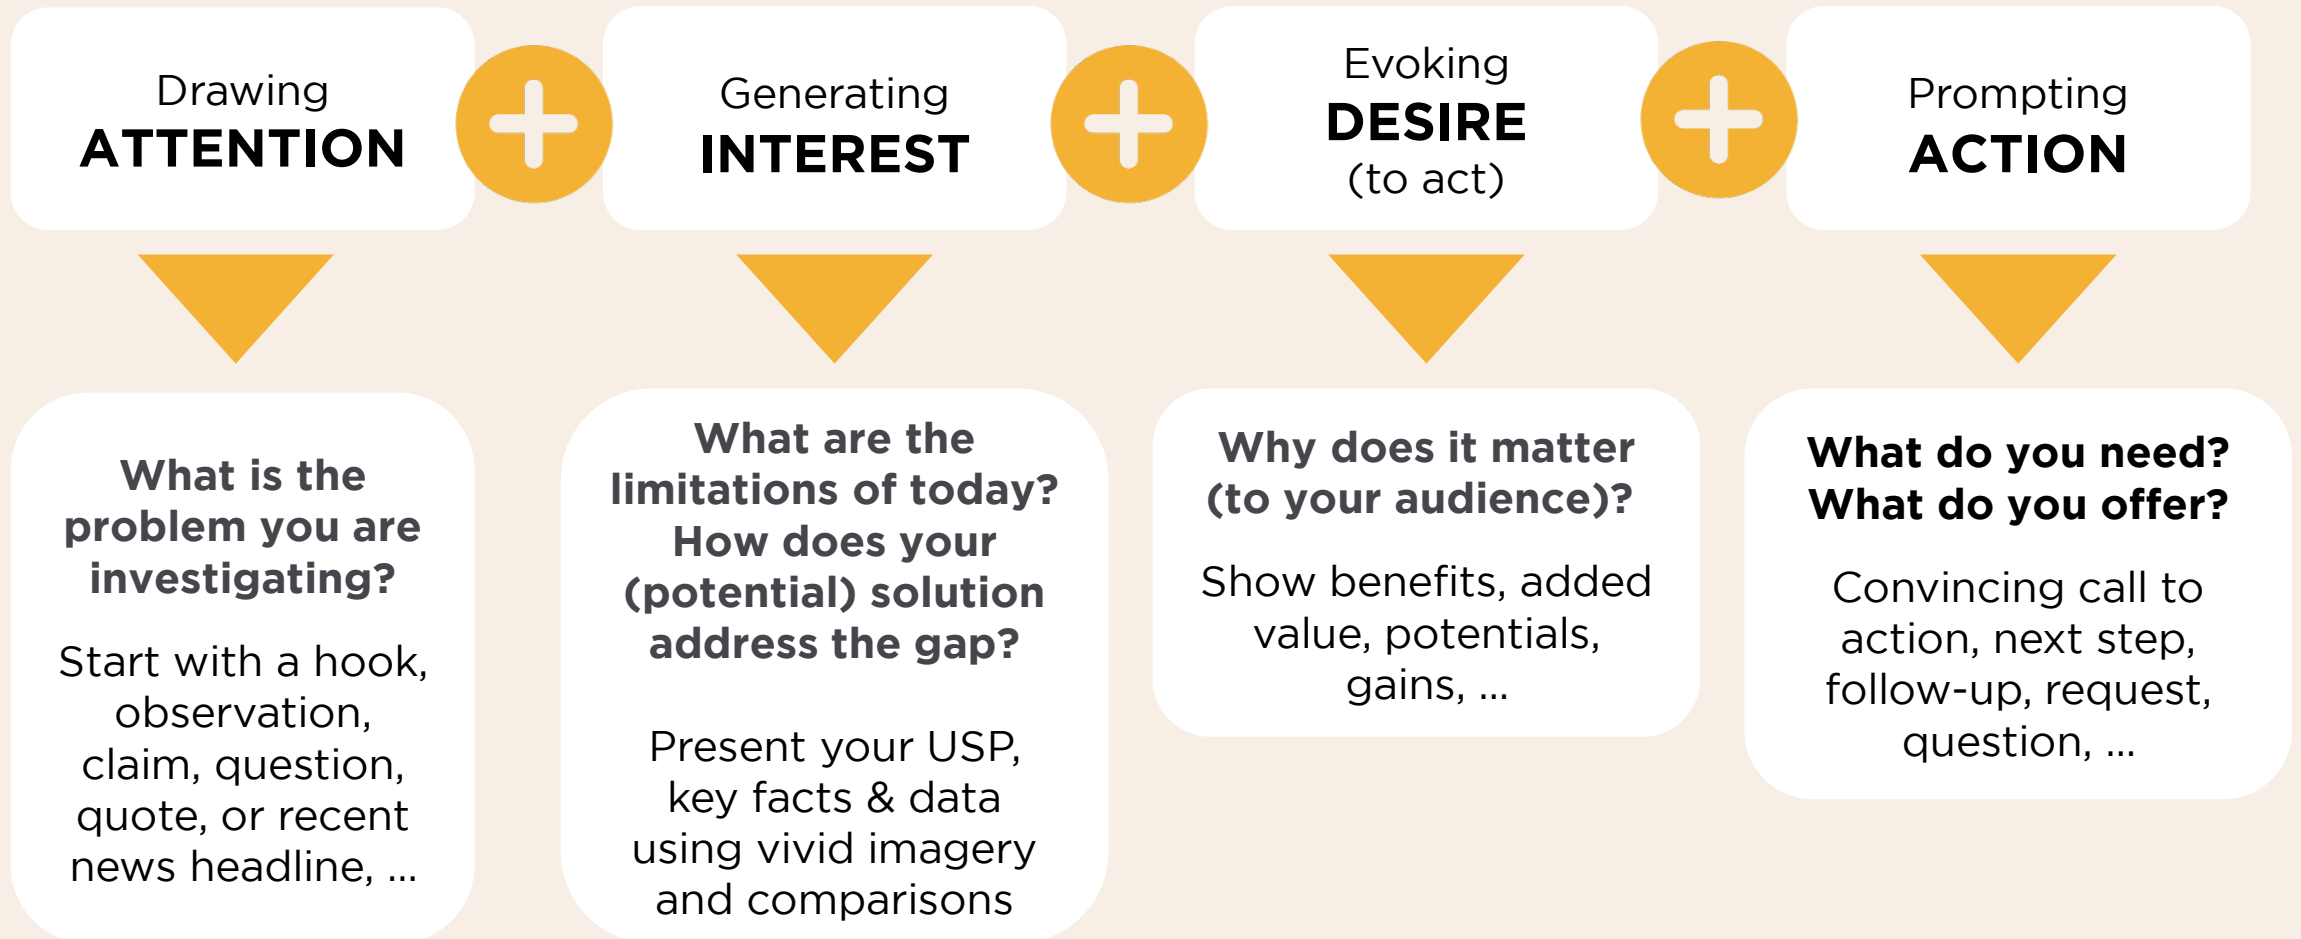 Drawing
ATTENTION
Generating
INTEREST
Evoking
DESIRE
(to act)
Prompting
ACTION
What is the
problem you are
investigating?
Start with a hook,
observation,
claim, question,
quote, or recent
news headline, ...
What are the
limitations of today?
How does your
(potential) solution
address the gap?
Present your USP,
key facts & data
using vivid imagery
and comparisons
Why does it matter
(to your audience)?
Show benefits, added
value, potentials,
gains, ...
What do you need?
What do you offer?
Convincing call to
action, next step,
follow-up, request,
question, ...